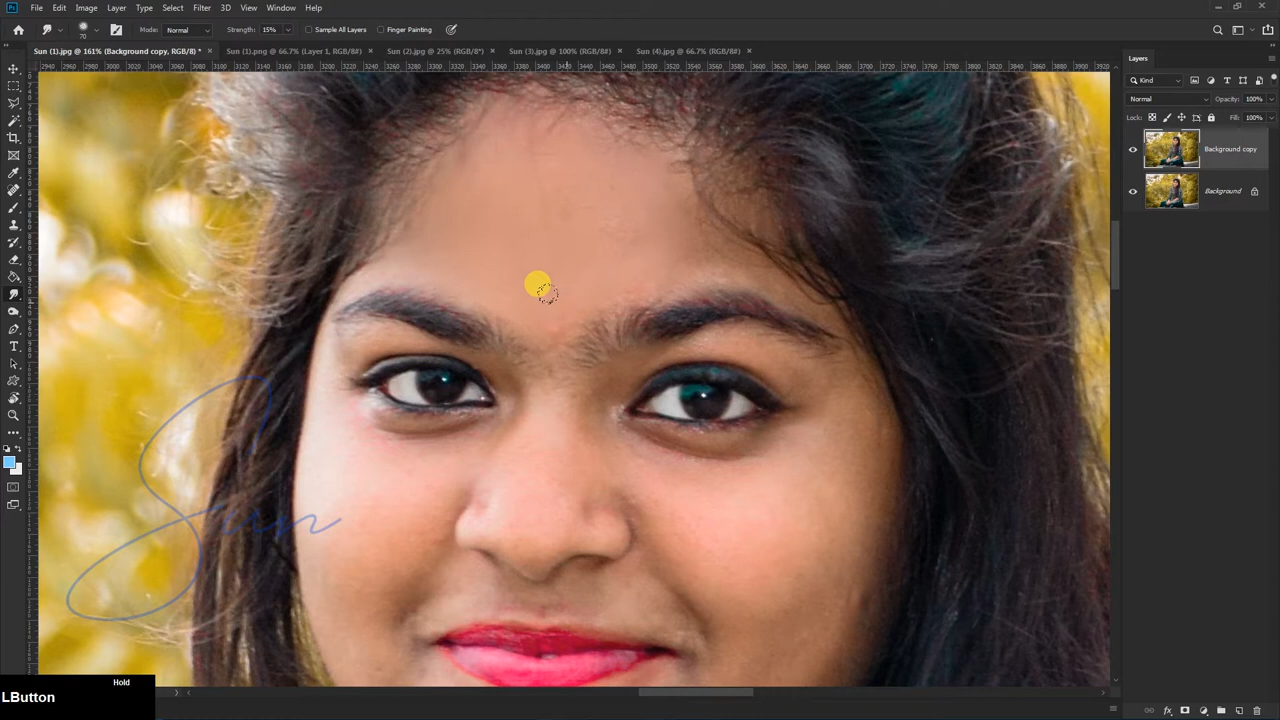 Ps File Edit Image Layer Type Select Filter 3D View Window Help
70 Mode: Normal Strength: 15% Sample All Layers Finger Painting
Sun (1).jpg @ 161% (Background copy, RGB/8) * × Sun (1).png @ 66.7% (Layer 1, RGB/8#) × Sun (2).jpg @ 25% (RGB/8*) × Sun (3).jpg @ 100% (RGB/8#) × Sun (4).jpg @ 66.7% (RGB/8#) ×
Layers
Kind
Normal Opacity: 100%
Lock: Fill: 100%
Background copy
Background
Sun
Hold
LButton